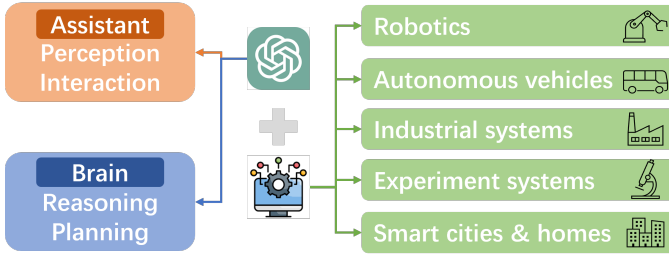 Assistant
Perception
Interaction
Brain
Reasoning
Planning
Robotics
Autonomous vehicles
Industrial systems
Experiment systems
Smart cities & homes